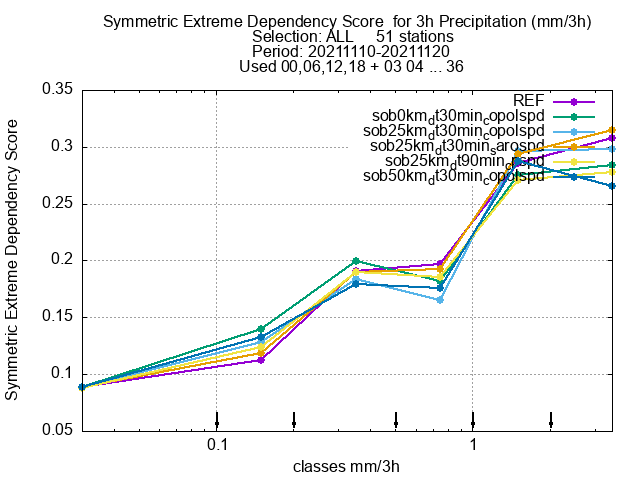 Symmetric Extreme Dependency Score  for 3h Precipitation (mm/3h)
Selection: ALL     51 stations
Period: 20211110-20211120
Used 00,06,12,18 + 03 04 ... 36
Symmetric Extreme Dependency Score
0.35
0.3
0.25
0.2
0.15
0.1
0.05
REF
sob0km_dt30min_copolspd
sob25km_dt30min_copolspd
sob25km_dt30min_sarospd
sob25km_dt90min
sob50km_dt30min_copolspd
0.1
1
classes mm/3h